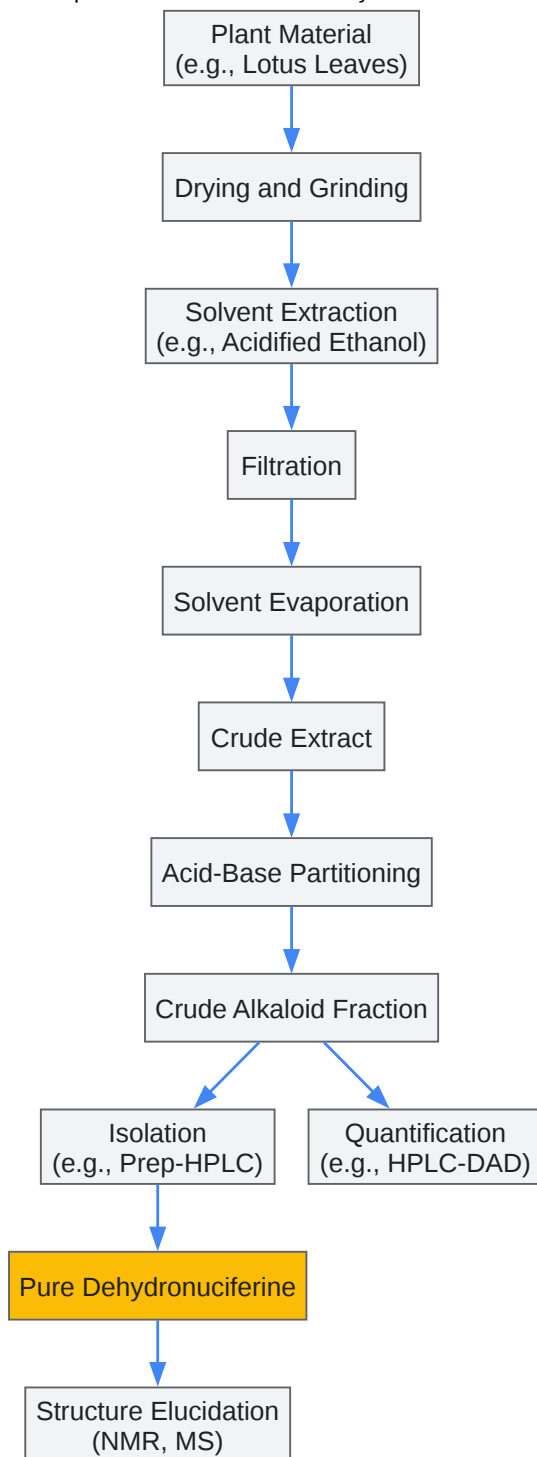 Plant Material
(e.g., Lotus Leaves)
Drying and Grinding
Solvent Extraction
(e.g., Acidified Ethanol)
Filtration
Solvent Evaporation
Crude Extract
Acid-Base Partitioning
Crude Alkaloid Fraction
Isolation
(e.g., Prep-HPLC)
Quantification
(e.g., HPLC-DAD)
Pure Dehydronuciferine
Structure Elucidation
(NMR, MS)